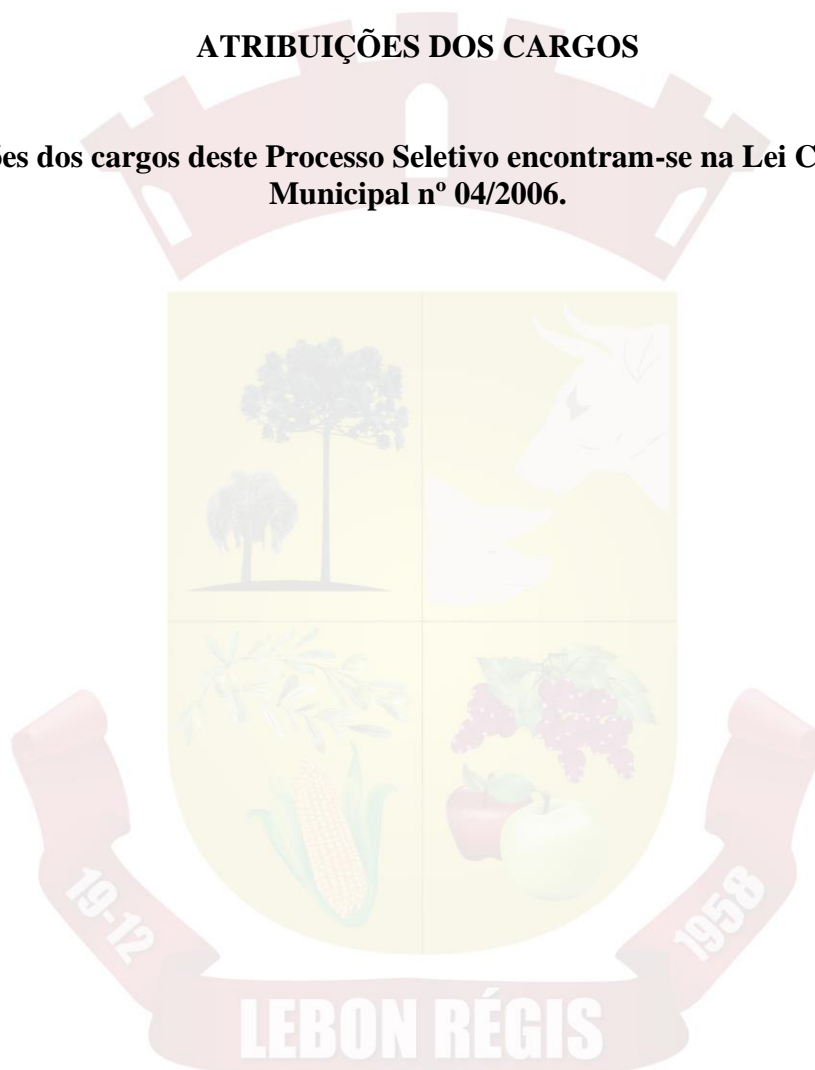 ATRIBUIÇÕES DOS CARGOS
dos cargos deste Processo Seletivo encontram-se na Lei
Municipal nº 04/2006.
19-12
1958
LEBON RÉGIS